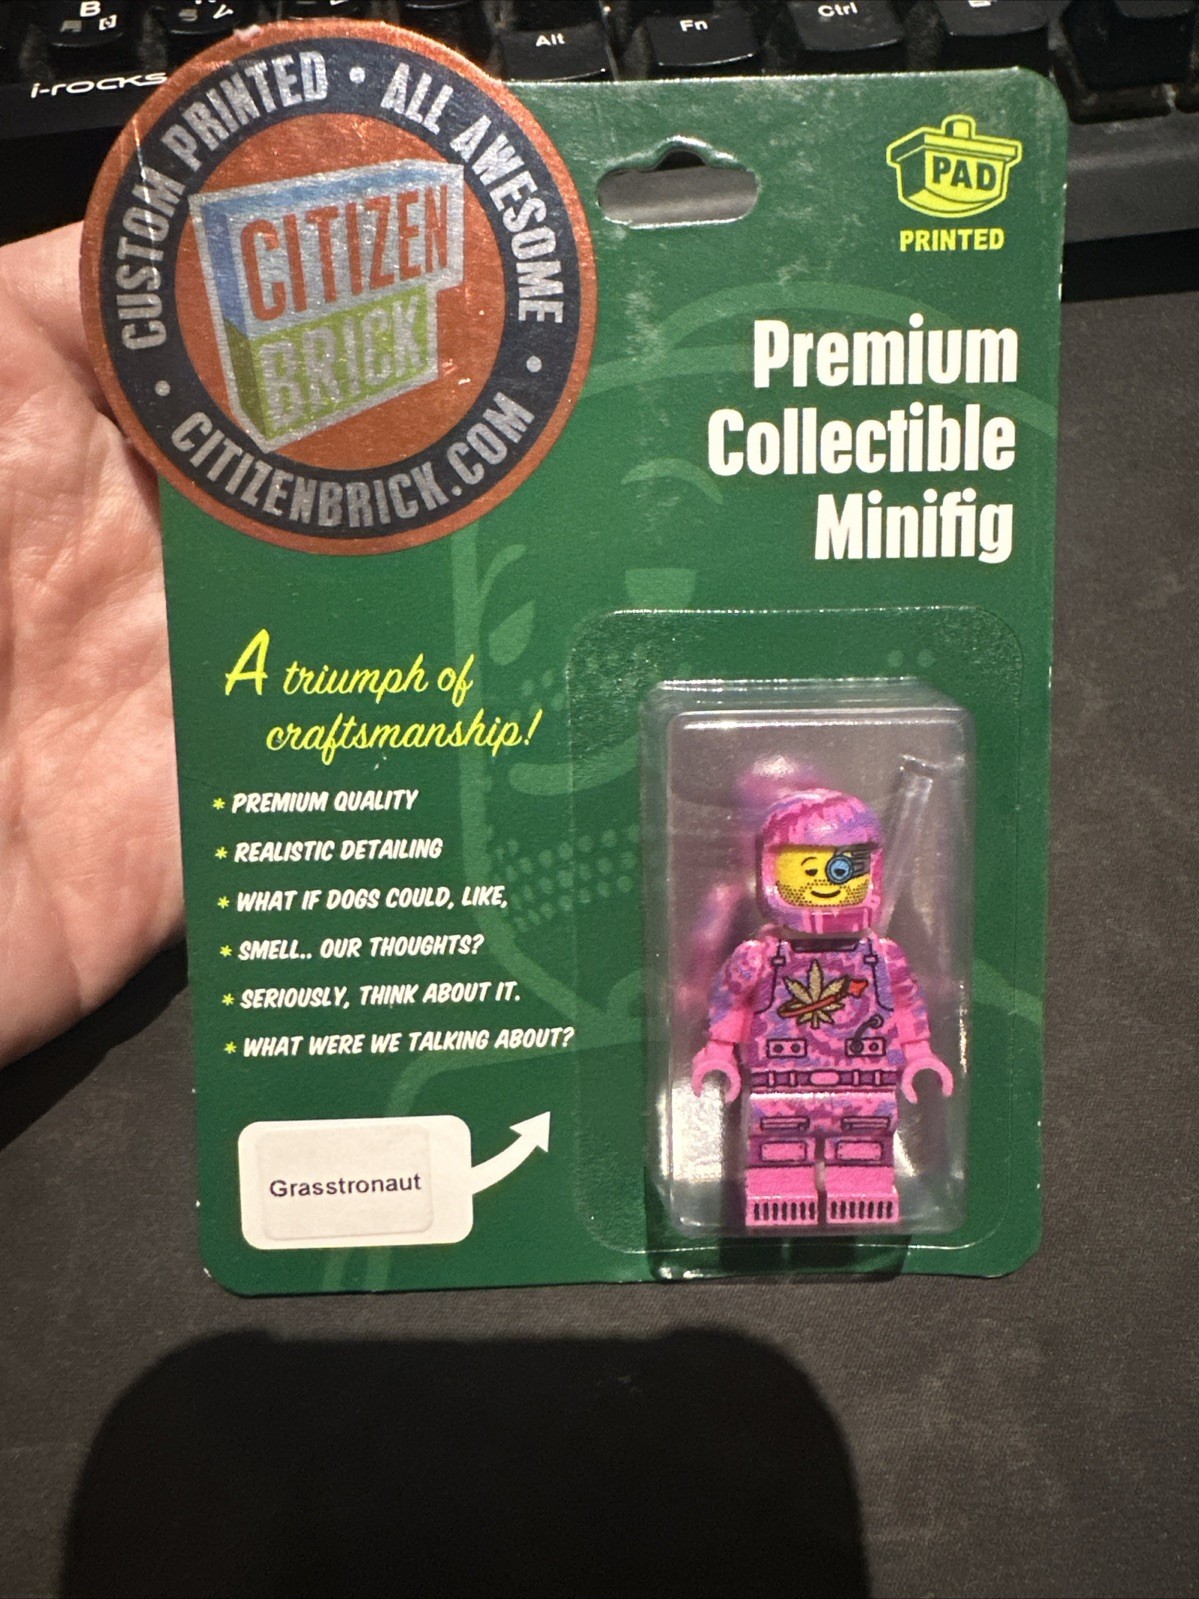 B
Alt
Fn
Ctrl
i-rocks
CUSTOM PRINTED • ALL AWESOME
CITIZEN
BRICK
• CITIZENBRICK.COM •
PAD
PRINTED
Premium
Collectible
Minifig
A triumph of
craftsmanship!
* PREMIUM QUALITY
* REALISTIC DETAILING
* WHAT IF DOGS COULD, LIKE,
* SMELL.. OUR THOUGHTS?
* SERIOUSLY, THINK ABOUT IT.
* WHAT WERE WE TALKING ABOUT?
Grasstronaut